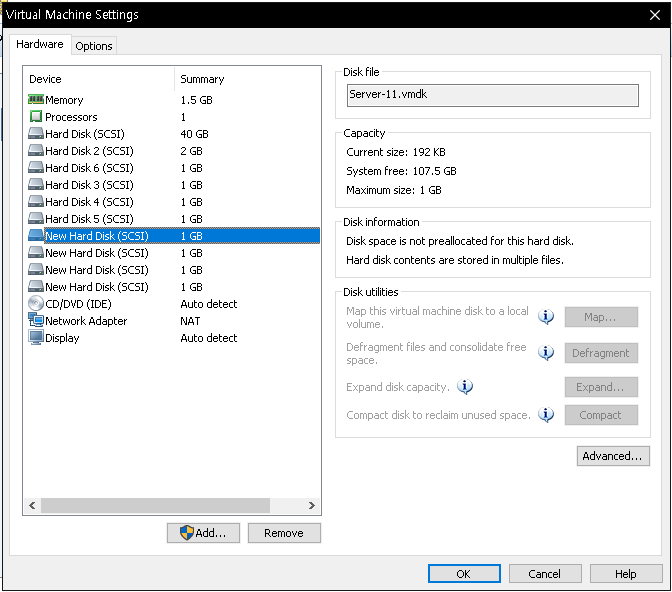 Virtual Machine Settings
Hardware
Options
Device Summary
Memory 1.5 GB
Processors 1
Hard Disk (SCSI) 40 GB
Hard Disk 2 (SCSI) 2 GB
Hard Disk 6 (SCSI) 1 GB
Hard Disk 3 (SCSI) 1 GB
Hard Disk 4 (SCSI) 1 GB
Hard Disk 5 (SCSI) 1 GB
New Hard Disk (SCSI) 1 GB
New Hard Disk (SCSI) 1 GB
New Hard Disk (SCSI) 1 GB
New Hard Disk (SCSI) 1 GB
CD/DVD (IDE) Auto detect
Network Adapter NAT
Display Auto detect
Add...
Remove
Disk file
Server-11.vmdk
Capacity
Current size: 192 KB
System free: 107.5 GB
Maximum size: 1 GB
Disk information
Disk space is not preallocated for this hard disk.
Hard disk contents are stored in multiple files.
Disk utilities
Map this virtual machine disk to a local
volume.
Map...
Defragment files and consolidate free
space.
Defragment
Expand disk capacity.
Expand...
Compact disk to reclaim unused space.
Compact
Advanced...
OK
Cancel
Help